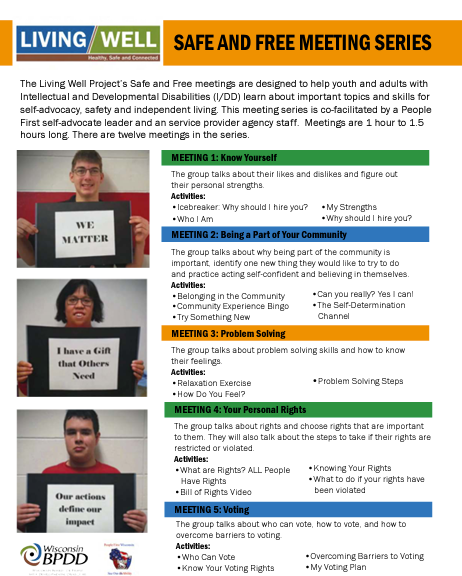 LIVING WELL
Healthy, Safe and Connected
SAFE AND FREE MEETING SERIES
The Living Well Project's Safe and Free meetings are designed to help youth and adults with
Intellectual and Developmental Disabilities (I/DD) learn about important topics and skills for
self-advocacy, safety and independent living. This meeting series is co-facilitated by a People
First self-advocate leader and an service provider agency staff. Meetings are 1 hour to 1.5
hours long. There are twelve meetings in the series.
WE
MATTER
I have a Gift
that Others
Need
Our actions
define our
impact
MEETING 1: Know Yourself
The group talks about their likes and dislikes and figure out
their personal strengths.
Activities:
•Icebreaker: Why should I hire you?
•Who I Am
•My Strengths
•Why should I hire you?
MEETING 2: Being a Part of Your Community
The group talks about why being part of the community is
important, identify one new thing they would like to try to do
and practice acting self-confident and believing in themselves.
Activities:
•Belonging in the Community
•Community Experience Bingo
•Try Something New
•Can you really? Yes I can!
•The Self-Determination
Channel
MEETING 3: Problem Solving
The group talks about problem solving skills and how to know
their feelings.
Activities:
•Relaxation Exercise
•How Do You Feel?
•Problem Solving Steps
MEETING 4: Your Personal Rights
The group talks about rights and choose rights that are important
to them. They will also talk about the steps to take if their rights are
restricted or violated.
Activities:
•What are Rights? ALL People
Have Rights
•Bill of Rights Video
•Knowing Your Rights
•What to do if your rights have
been violated
MEETING 5: Voting
The group talks about who can vote, how to vote, and how to
overcome barriers to voting.
Activities:
•Who Can Vote
•Know Your Voting Rights
•Overcoming Barriers to Voting
•My Voting Plan
Wisconsin
BPDD